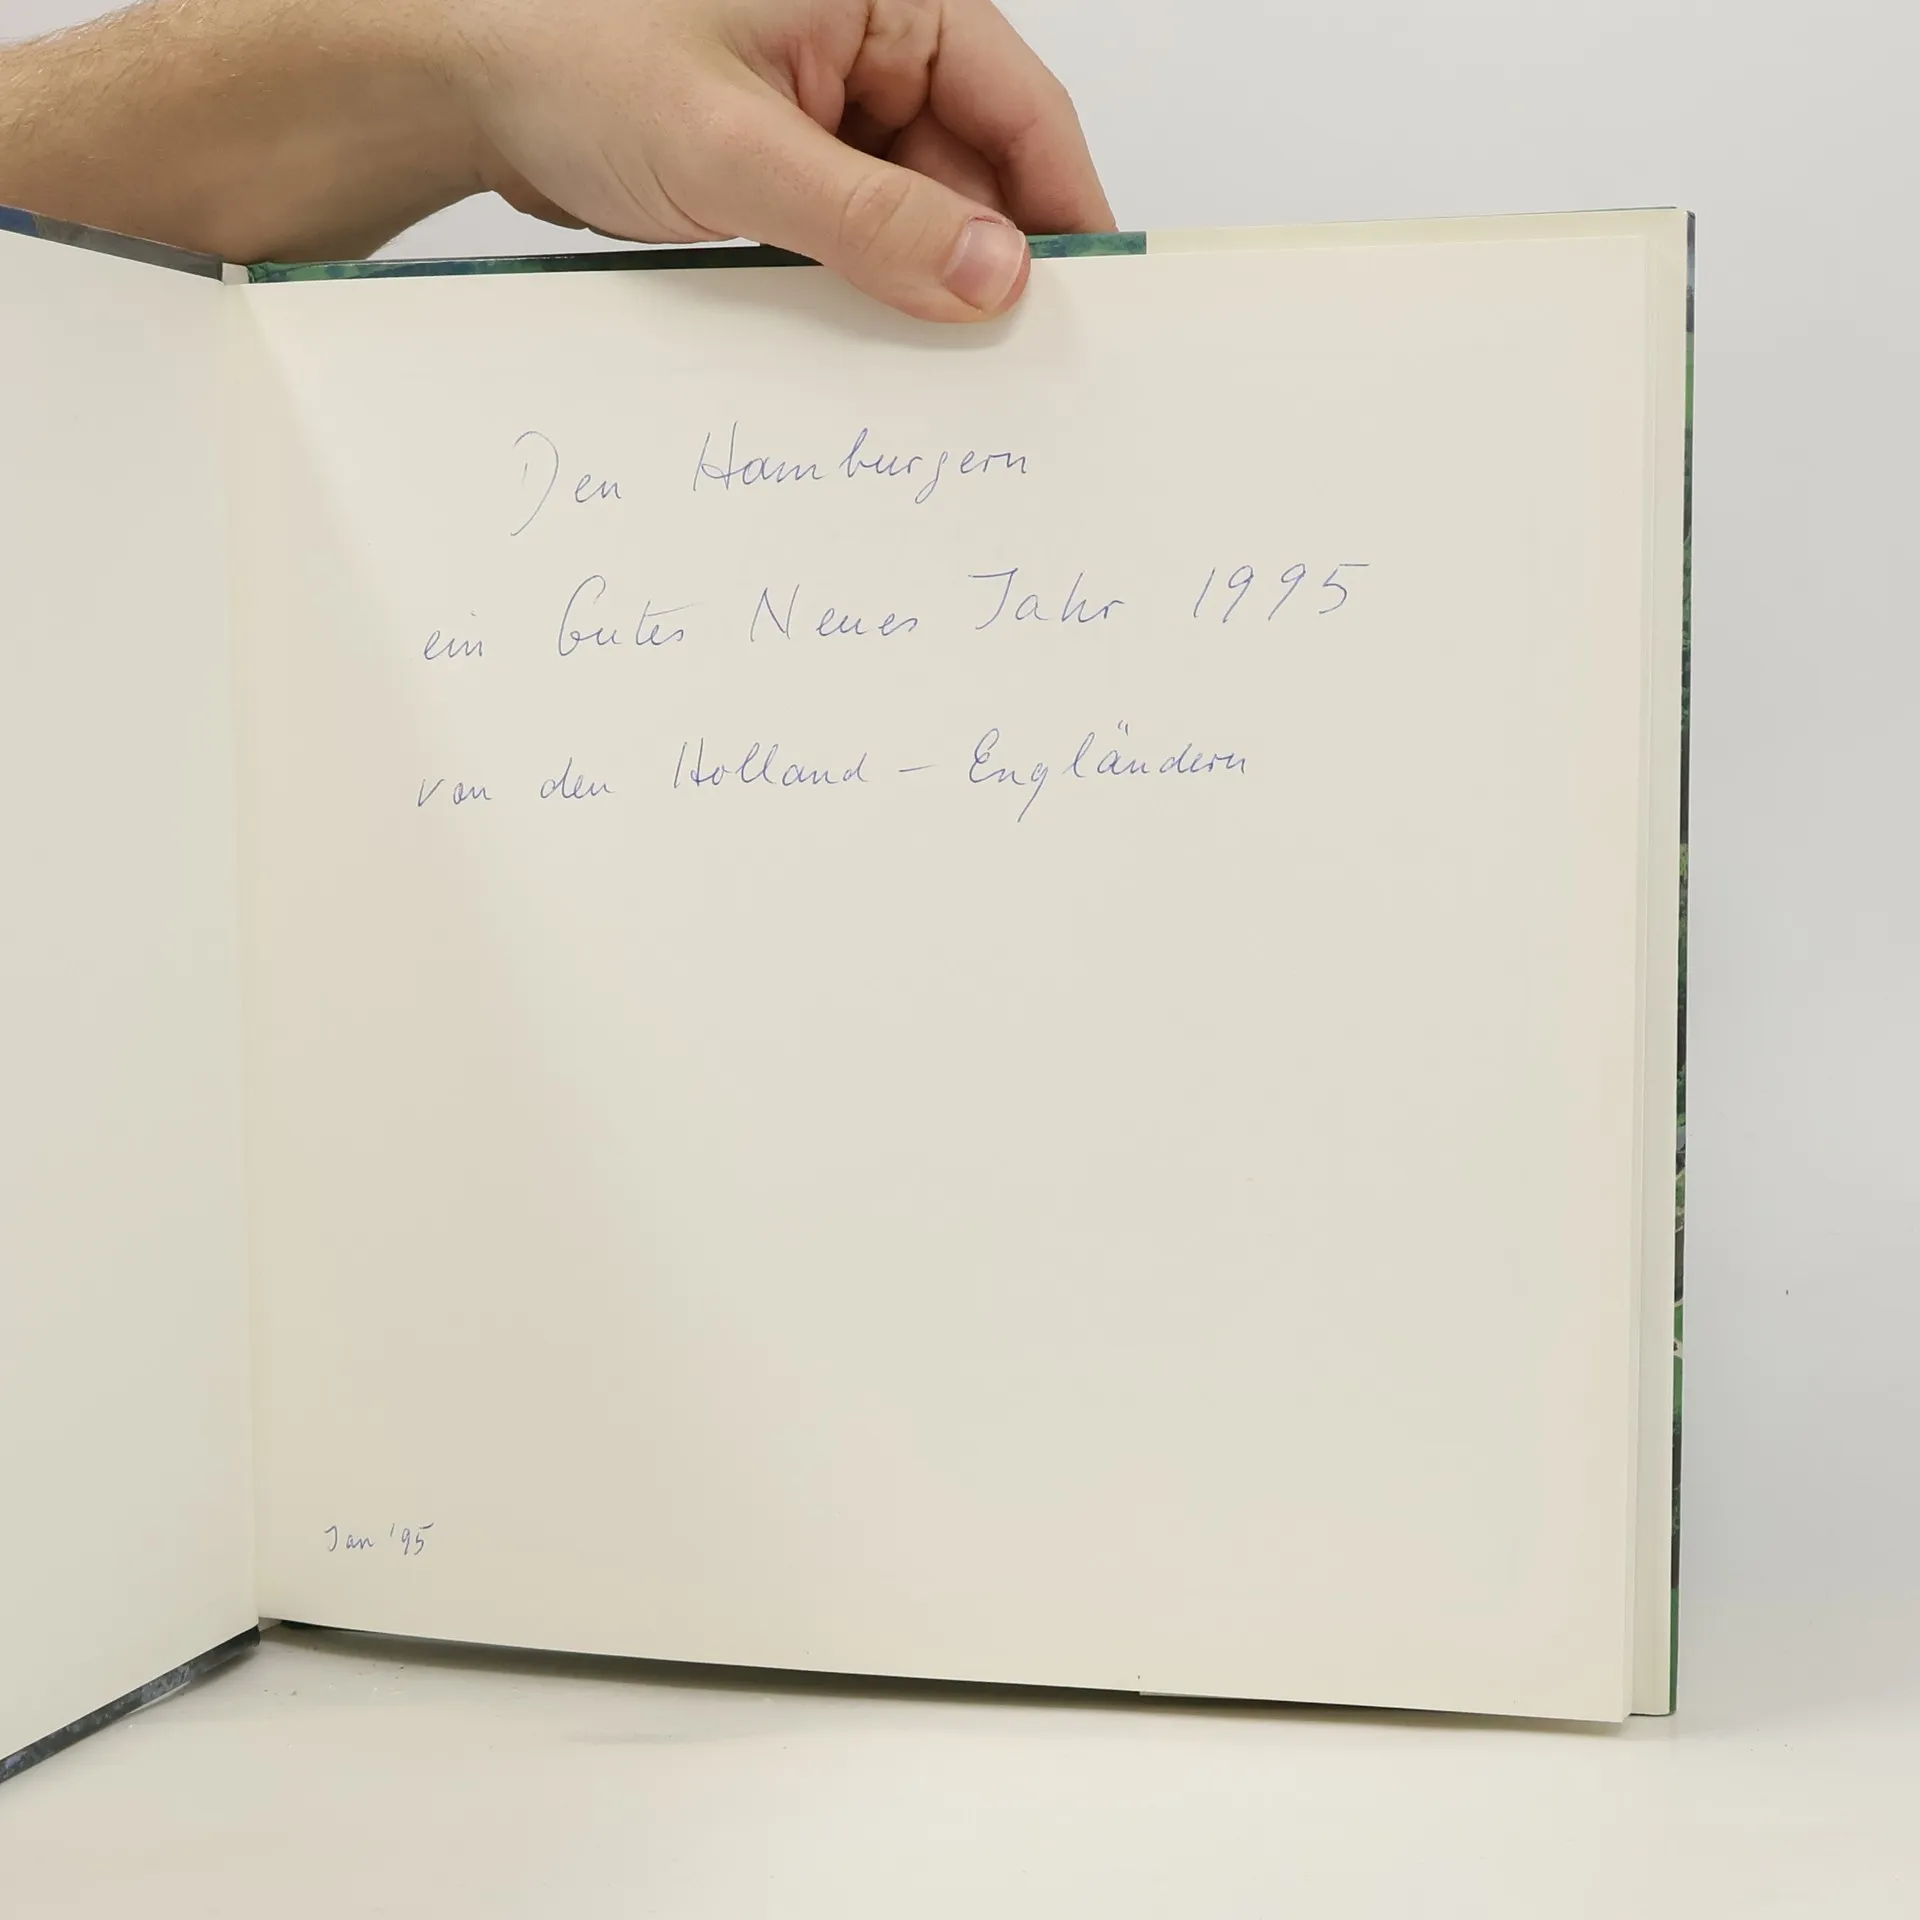 Den Hamburgern
ein Gutes Neues Jahr 1995
von den Holland - Engländern
Jan '95